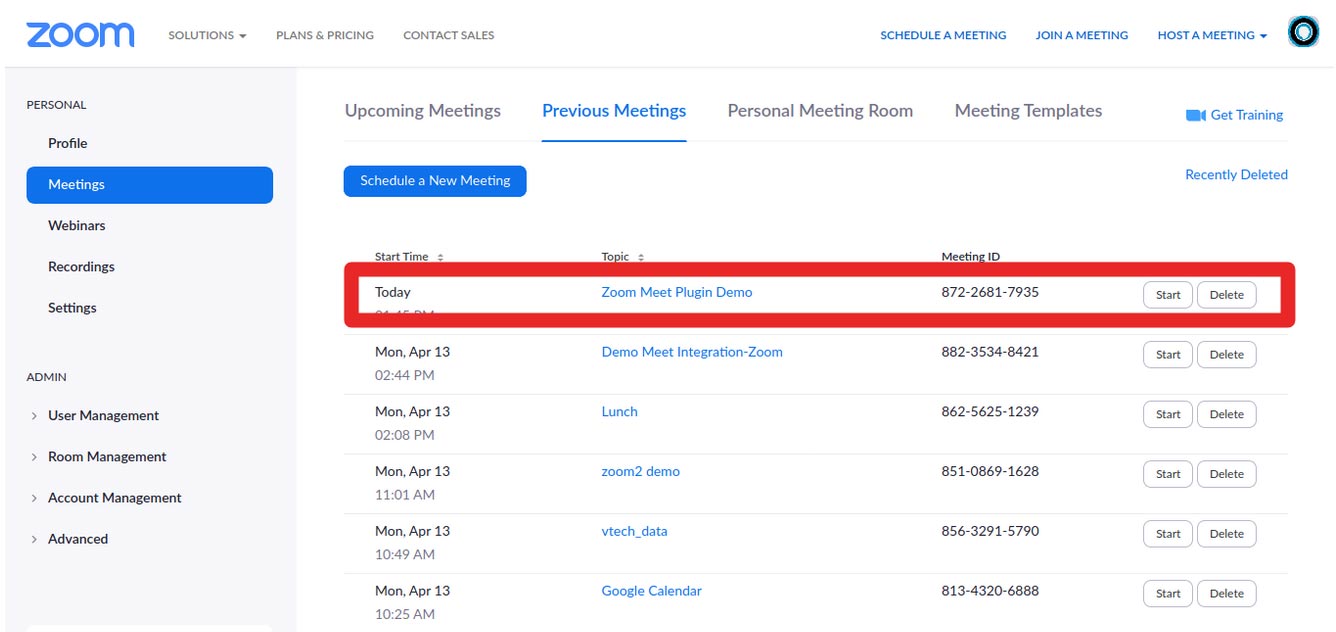 zoom SOLUTIONS PLANS & PRICING CONTACT SALES SCHEDULE A MEETING JOIN A MEETING HOST A MEETING
PERSONAL
Profile
Meetings
Webinars
Recordings
Settings
ADMIN
User Management
Room Management
Account Management
Advanced
Upcoming Meetings Previous Meetings Personal Meeting Room Meeting Templates Get Training
Schedule a New Meeting Recently Deleted
Start Time Topic Meeting ID
Today Zoom Meet Plugin Demo 872-2681-7935 Start Delete
Mon, Apr 13 Demo Meet Integration-Zoom 882-3534-8421 Start Delete
02:44 PM
Mon, Apr 13 Lunch 862-5625-1239 Start Delete
02:08 PM
Mon, Apr 13 zoom2 demo 851-0869-1628 Start Delete
11:01 AM
Mon, Apr 13 vtech_data 856-3291-5790 Start Delete
10:49 AM
Mon, Apr 13 Google Calendar 813-4320-6888 Start Delete
10:25 AM